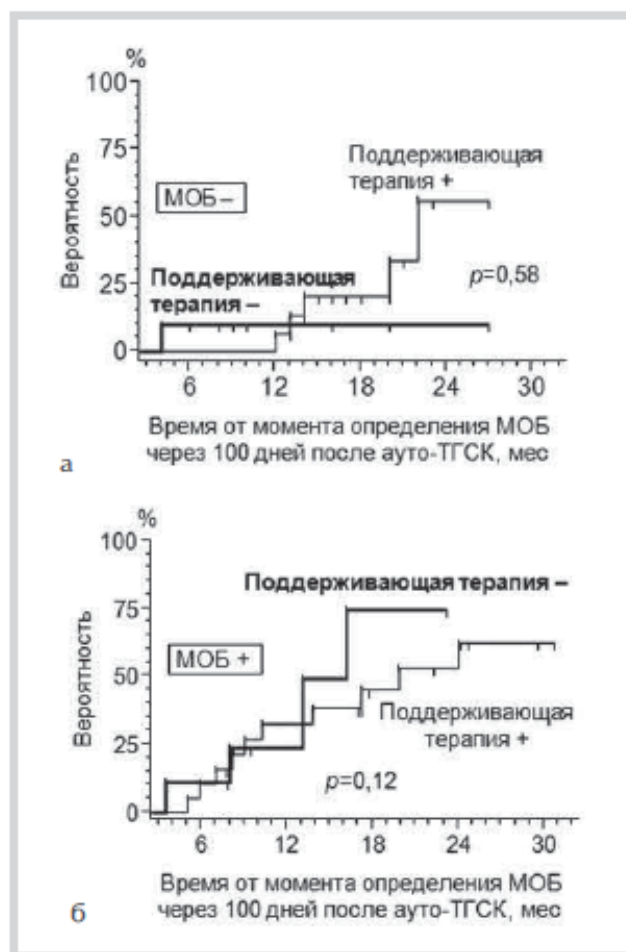 %
100
75
50
25
0
Вероятность
МОБ –
Поддерживающая
терапия +
Поддерживающая
терапия –
p=0,58
6 12 18 24 30
Время от момента определения МОБ
через 100 дней после ауто-ТГСК, мес
а
%
100
75
50
25
0
Вероятность
Поддерживающая терапия –
МОБ +
Поддерживающая
терапия +
p=0,12
6 12 18 24 30
Время от момента определения МОБ
через 100 дней после ауто-ТГСК, мес
б